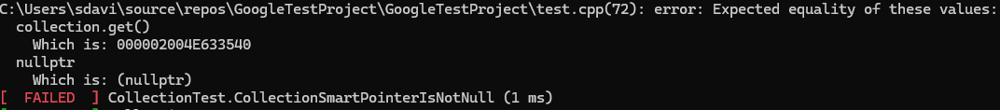 C:\Users\sdavi\source\repos\GoogleTestProject\GoogleTestProject\test.cpp(72): error: Expected equality of these values:
  collection.get()
    Which is: 000002004E633540
  nullptr
    Which is: (nullptr)
[  FAILED  ] CollectionTest.CollectionSmartPointerIsNotNull (1 ms)